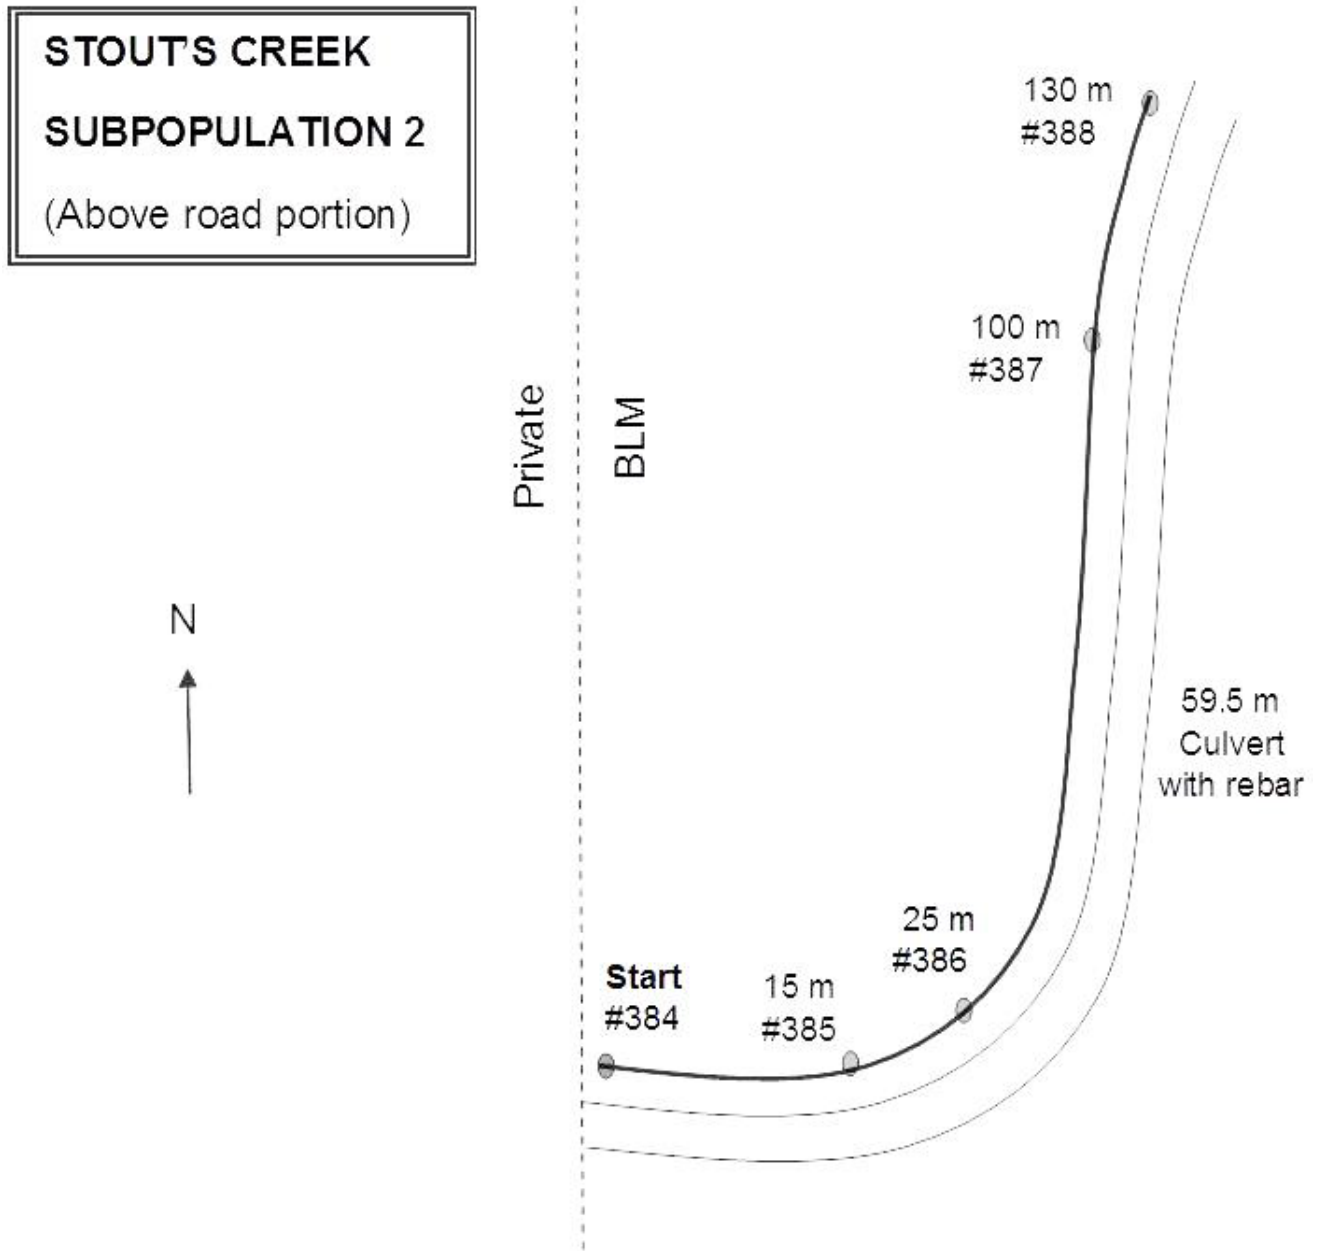 STOUT'S CREEK
SUBPOPULATION 2
(Above road portion)
130 m
#388
100 m
#387
Private
BLM
N
59.5 m
Culvert
with rebar
25 m
#386
Start
#384
15 m
#385